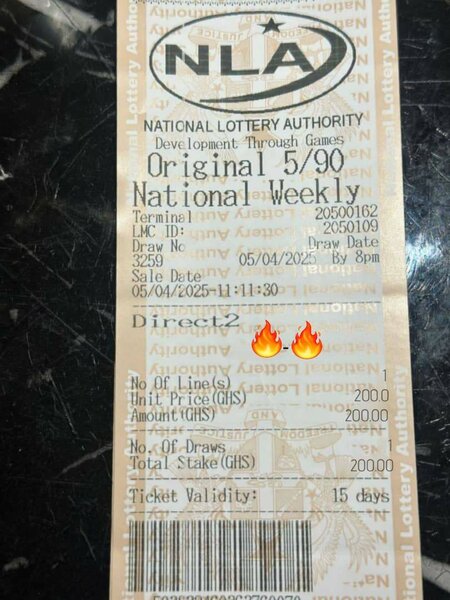 NLA
NATIONAL LOTTERY AUTHORITY
Development Through Games
Original 5/90
National Weekly
Terminal 20500162
LMC ID: 2050109
Draw No Draw Date
3259 05/04/2025 By 8pm
Sale Date
05/04/2025-11:11:30
Direct2
-
No Of Line(s) 1
Unit Price(GHS) 200.0
Amount(GHS) 200.00
No. Of Draws 1
Total Stake(GHS) 200.00
Ticket Validity: 15 days